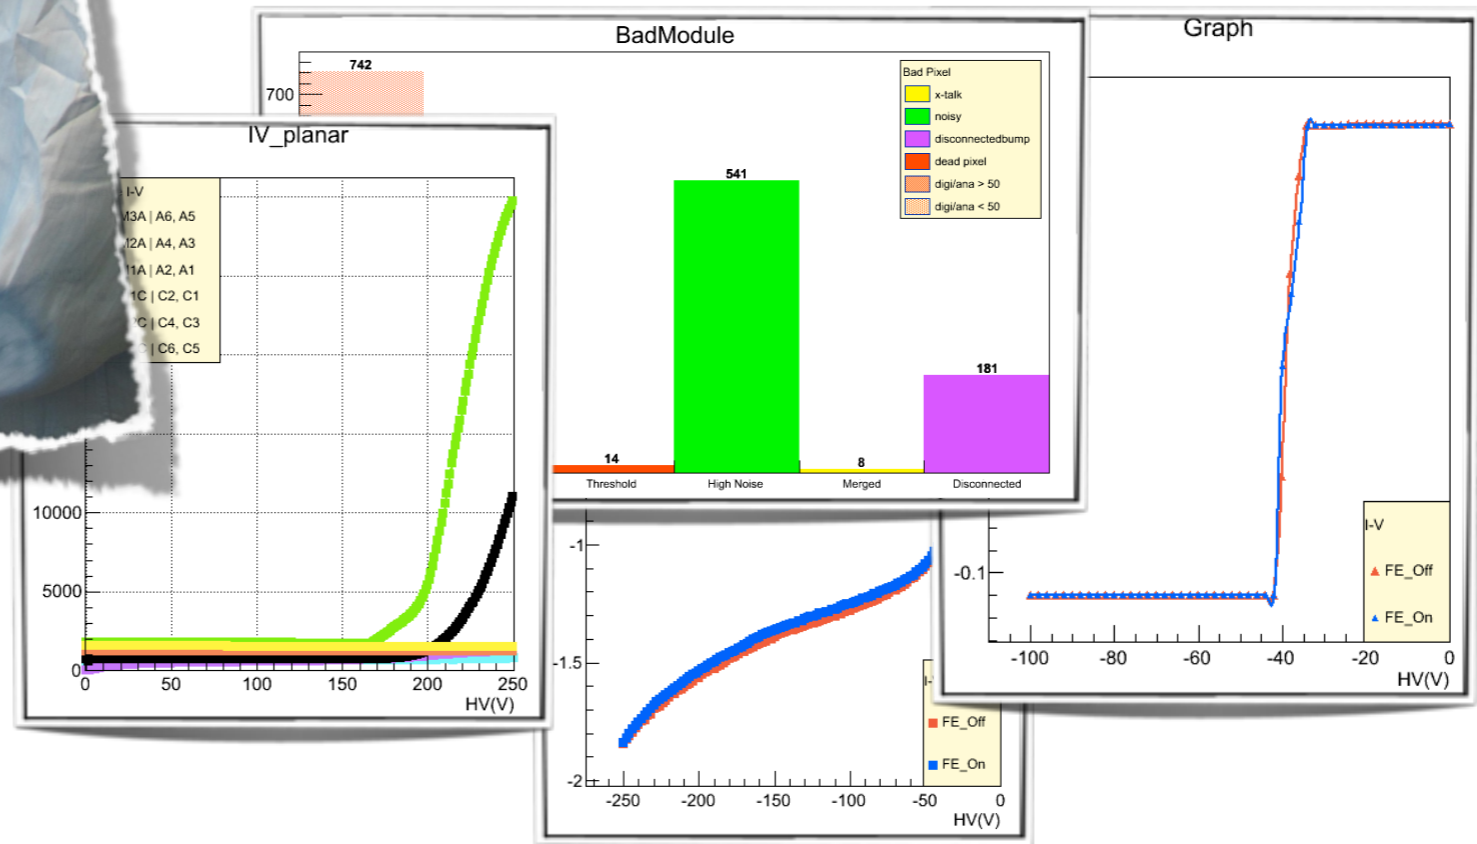 BadModule
742
700
541
181
14
8
Threshold
High Noise
Merged
Disconnected
Bad Pixel
x-talk
noisy
disconnectedbump
dead pixel
digi/ana > 50
digi/ana < 50
Graph
-0.1
-100
-80
-60
-40
-20
0
HV(V)
I-V
FE_Off
FE_On
IV_planar
I-V
| A6, A5
| A4, A3
| A2, A1
| C2, C1
| C4, C3
| C6, C5
10000
5000
0
0
50
100
150
200
250
HV(V)
-1
-1.5
-2
-250
-200
-150
-100
-50
0
HV(V)
FE_Off
FE_On